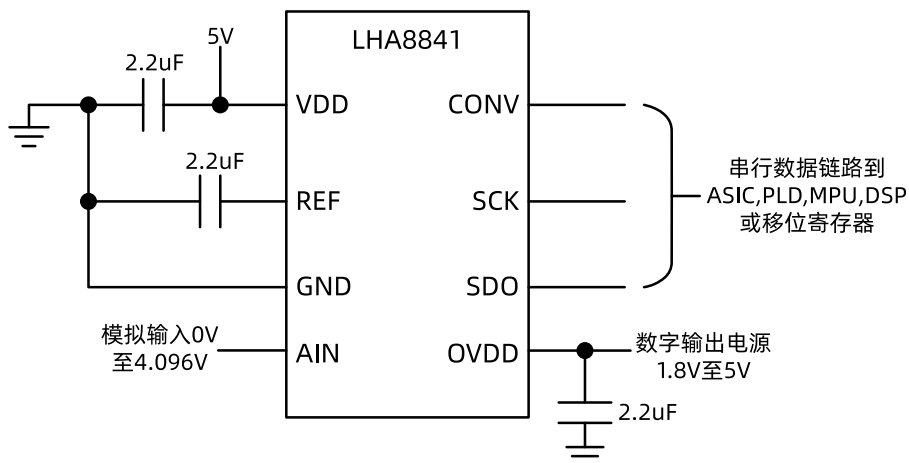 LHA8841
5V
2.2uF
VDD
CONV
2.2uF
REF
SCK
串行数据链路到
ASIC,PLD,MPU,DSP
或移位寄存器
GND
SDO
模拟输入0V
至4.096V
AIN
OVDD
数字输出电源
1.8V至5V
2.2uF